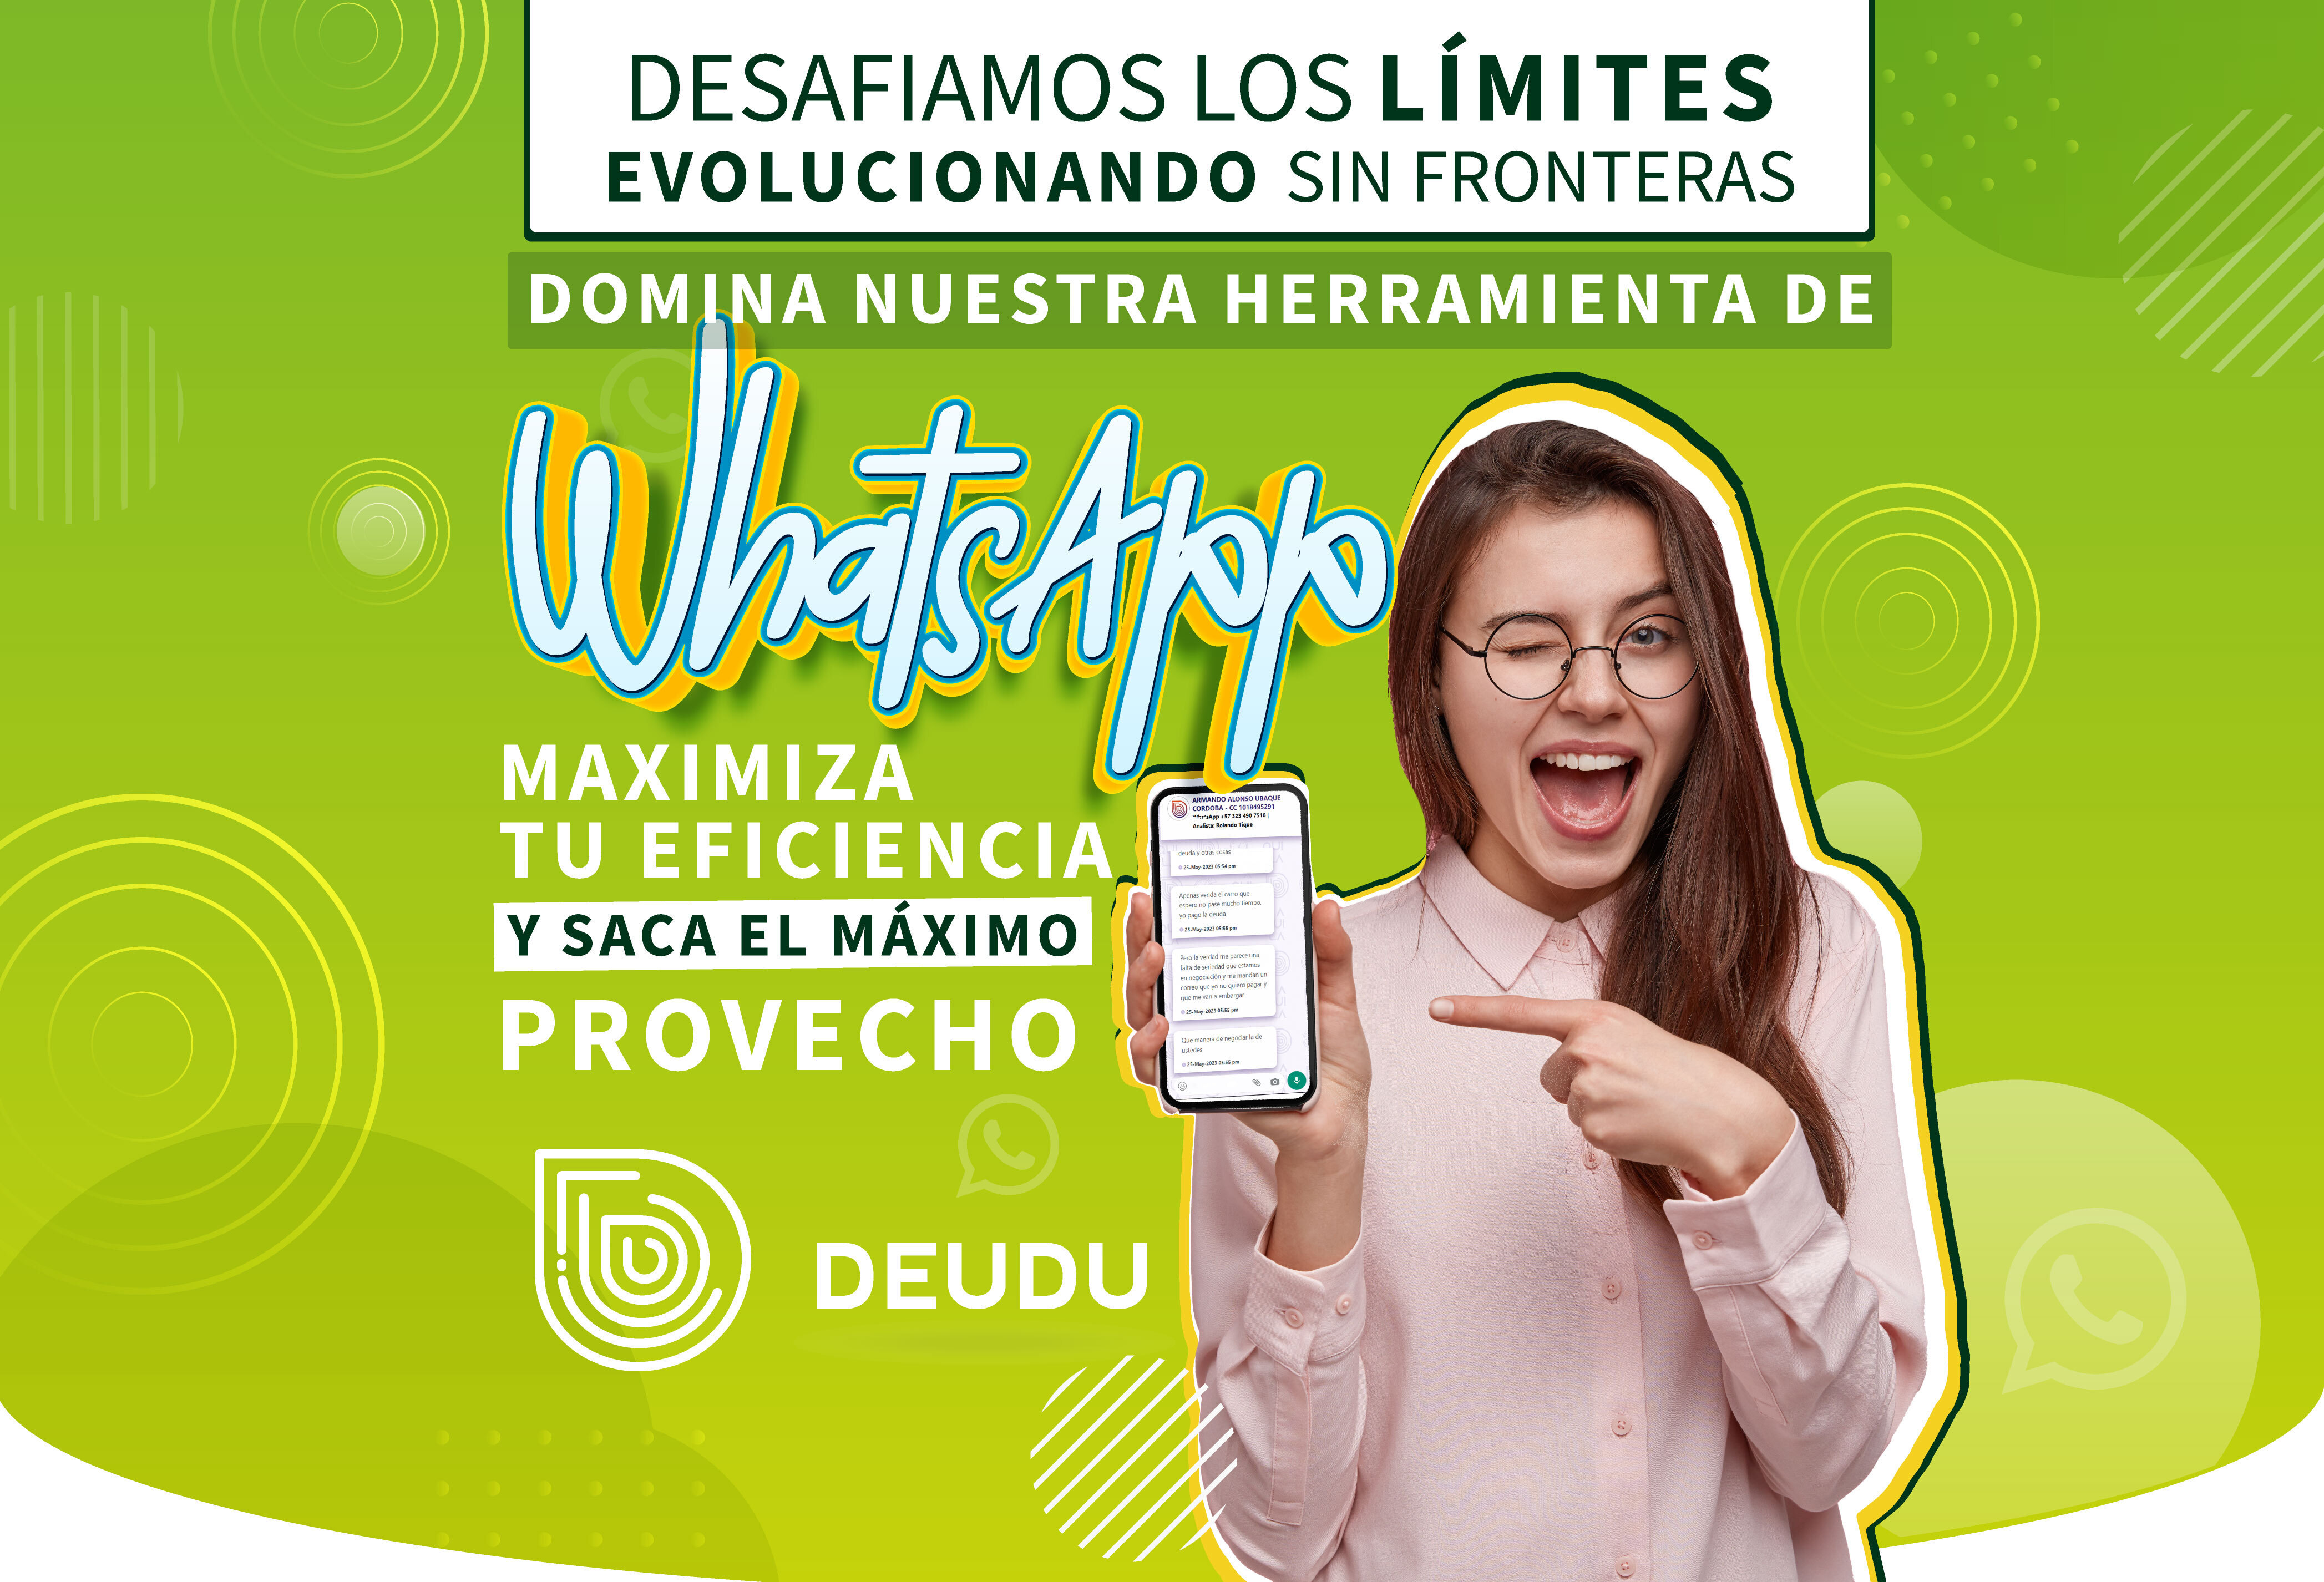 DESAFIAMOS LOS LÍMITES
EVOLUCIONANDO SIN FRONTERAS
DOMINA NUESTRA HERRAMIENTA DE
WhatsApp
MAXIMIZA
TU EFICIENCIA
Y SACA EL MÁXIMO
PROVECHO
DEUDU
ARMANDO ALONSO UBAQUE
CORDOBA - CC 1018495291
WhatsApp +57 323 490 7516 |
Analista: Rolando Tique
deuda y otras cosas
25-May-2023 05:54 pm
Apenas venda el carro que
espero no pase mucho tiempo,
yo pago la deuda
25-May-2023 05:55 pm
Pero la verdad me parece una
falta de seriedad que estamos
en negociación y me mandan un
correo que yo no quiero pagar y
que me van a embargar
25-May-2023 05:55 pm
Que manera de negociar la de
ustedes
25-May-2023 05:55 pm